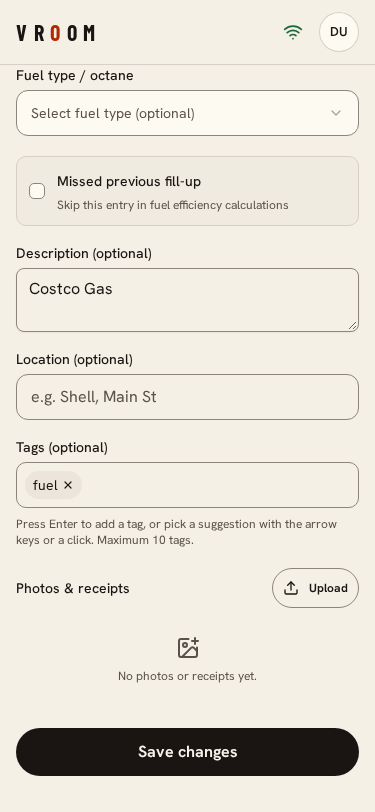 VROOM
DU
Fuel type / octane
Select fuel type (optional)
Missed previous fill-up
Skip this entry in fuel efficiency calculations
Description (optional)
Costco Gas
Location (optional)
e.g. Shell, Main St
Tags (optional)
fuel ×
Press Enter to add a tag, or pick a suggestion with the arrow
keys or a click. Maximum 10 tags.
Photos & receipts
Upload
No photos or receipts yet.
Save changes